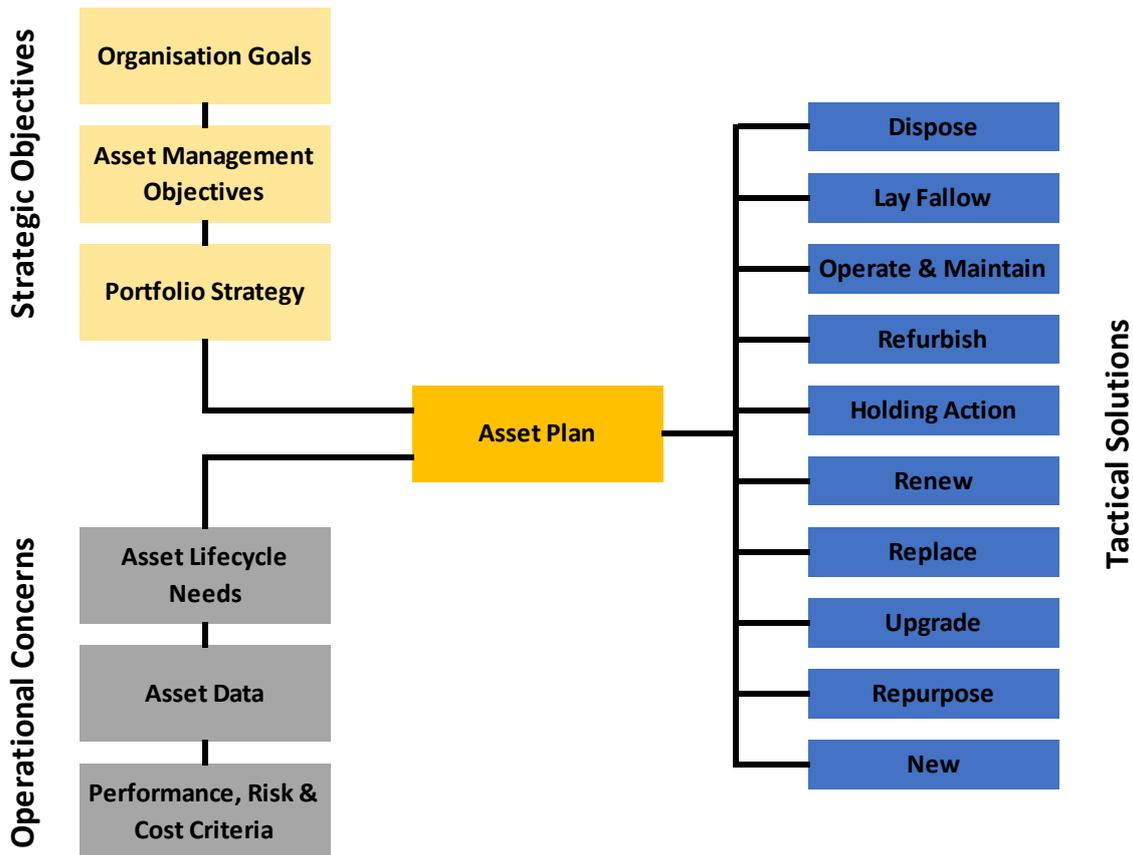 Strategic Objectives
Organisation Goals
Asset Management
Objectives
Portfolio Strategy
Asset Plan
Operational Concerns
Asset Lifecycle
Needs
Asset Data
Performance, Risk &
Cost Criteria
Dispose
Lay Fallow
Operate & Maintain
Refurbish
Holding Action
Renew
Replace
Upgrade
Repurpose
New
Tactical Solutions